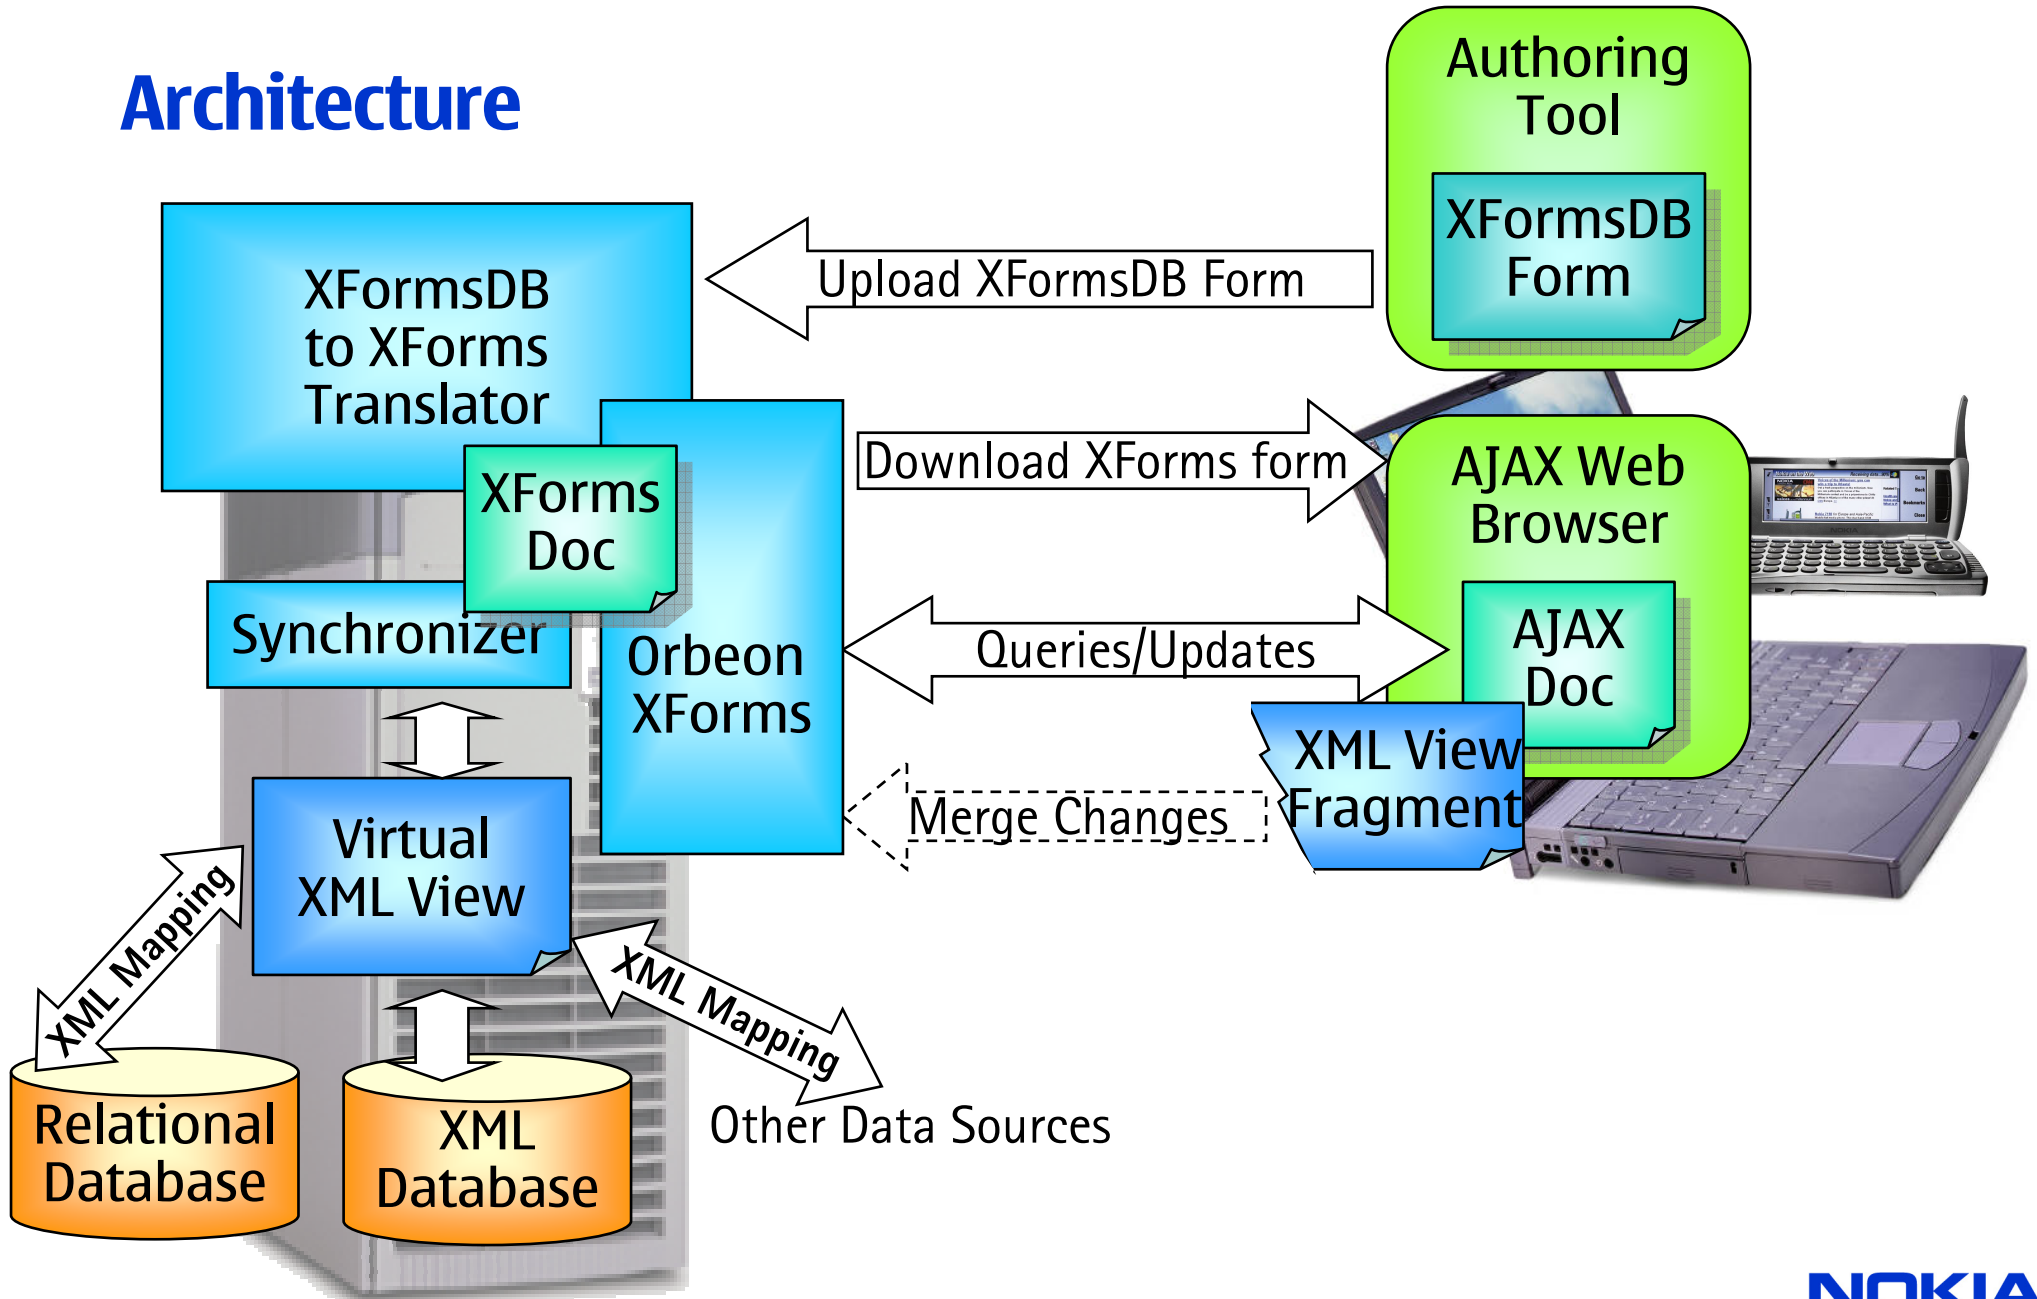 Architecture
Authoring
Tool
XFormsDB
Form
XFormsDB
to XForms
Translator
Upload XFormsDB Form
Download XForms form
XForms
Doc
AJAX Web
Browser
Synchronizer
Orbeon
XForms
Queries/Updates
AJAX
Doc
XML View
Fragment
Merge Changes
Virtual
XML View
XML Mapping
XML Mapping
Relational
Database
XML
Database
Other Data Sources
NOKIA